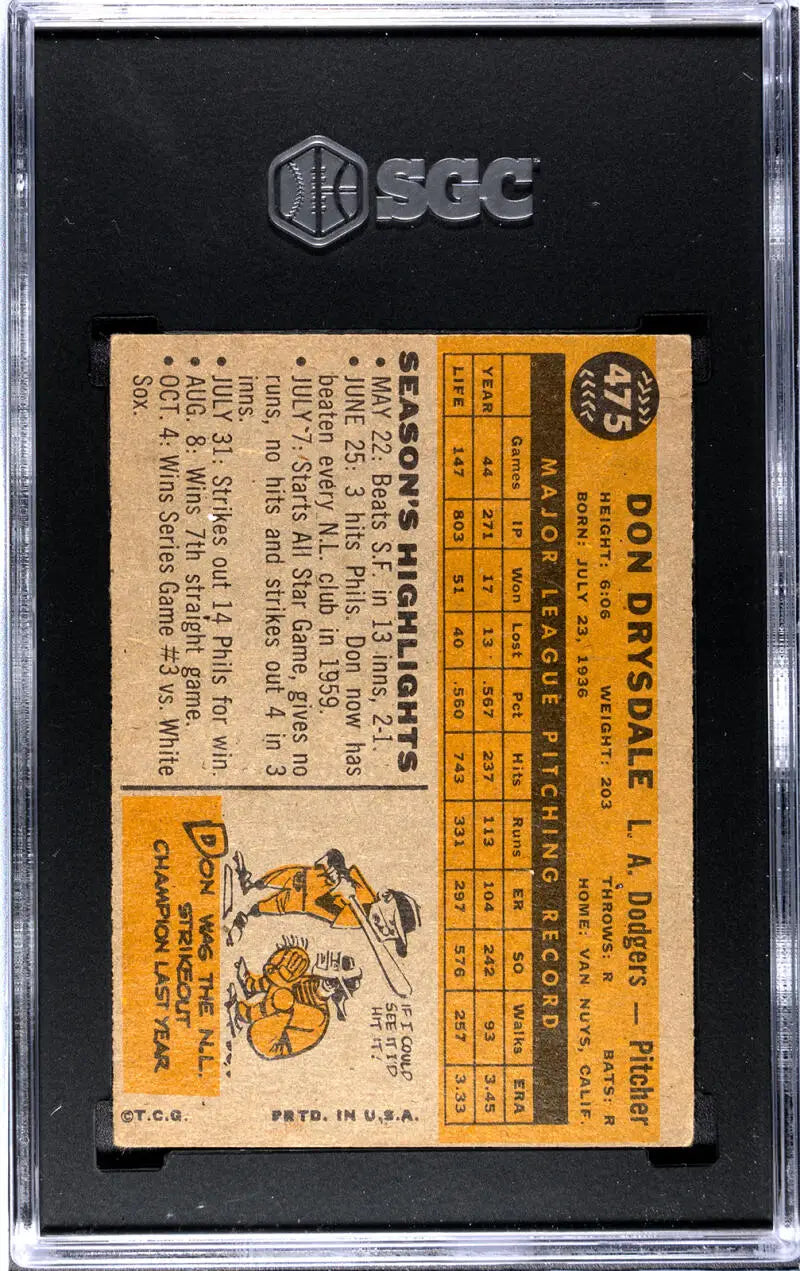 SGC
475
DON DRYSDALE L. A. Dodgers — Pitcher
HEIGHT: 6:06 WEIGHT: 203 THROWS: R BATS: R
BORN: JULY 23, 1936 HOME: VAN NUYS, CALIF.
MAJOR LEAGUE PITCHING RECORD
Games IP Won Lost Pct Hits Runs ER SO Walks ERA
YEAR 44 271 17 13 .567 237 113 104 242 93 3.45
LIFE 147 803 51 40 .560 743 331 297 576 257 3.33
SEASON'S HIGHLIGHTS
• MAY 22: Beats S.F. in 13 inns, 2-1.
• JUNE 25: 3 hits Phils. Don now has
beaten every N.L. club in 1959.
• JULY 7: Starts All Star Game, gives no
runs, no hits and strikes out 4 in 3
inns.
• JULY 31: Strikes out 14 Phils for win.
• AUG. 8: Wins 7th straight game.
• OCT. 4: Wins Series Game #3 vs. White
Sox.
IF I COULD
SEE IT I'D
HIT IT!
DON WAS THE N.L.
STRIKEOUT
CHAMPION LAST YEAR
©T.C.G. PRTD. IN U.S.A.